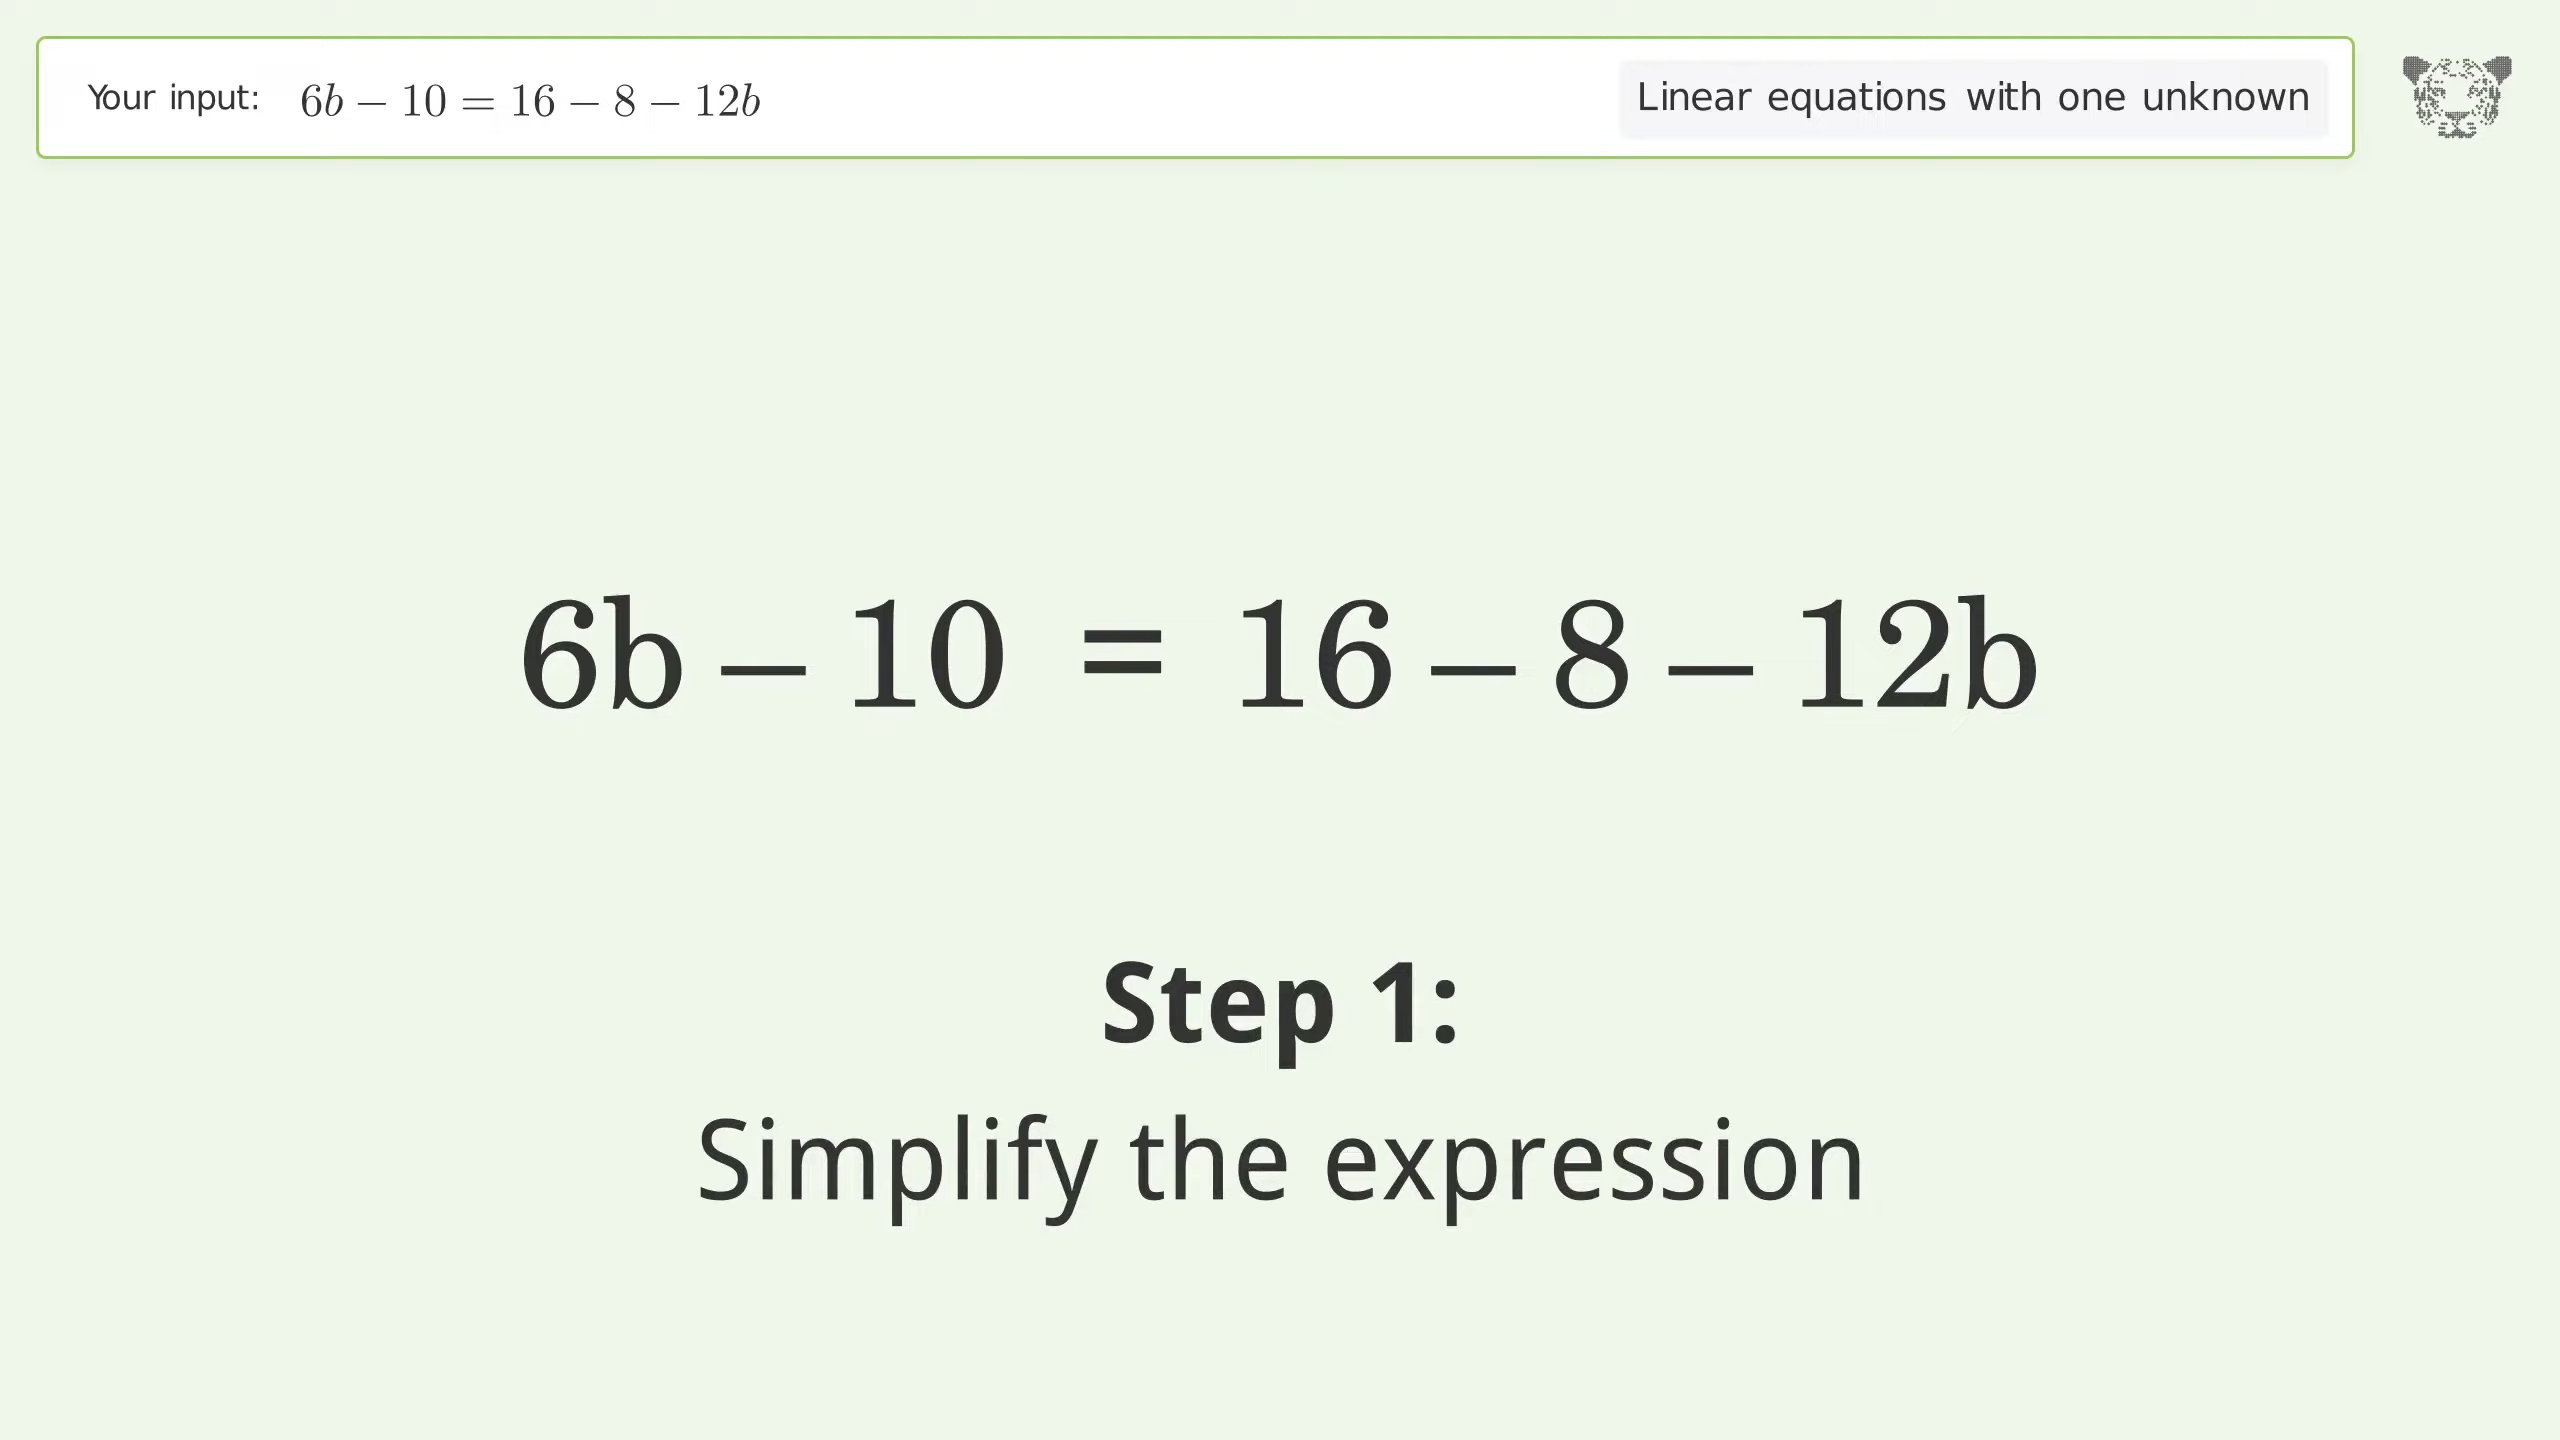 Your input: 6b − 10 = 16 − 8 − 12b
Linear equations with one unknown
6b – 10 = 16 – 8 – 12b
Step 1:
Simplify the expression